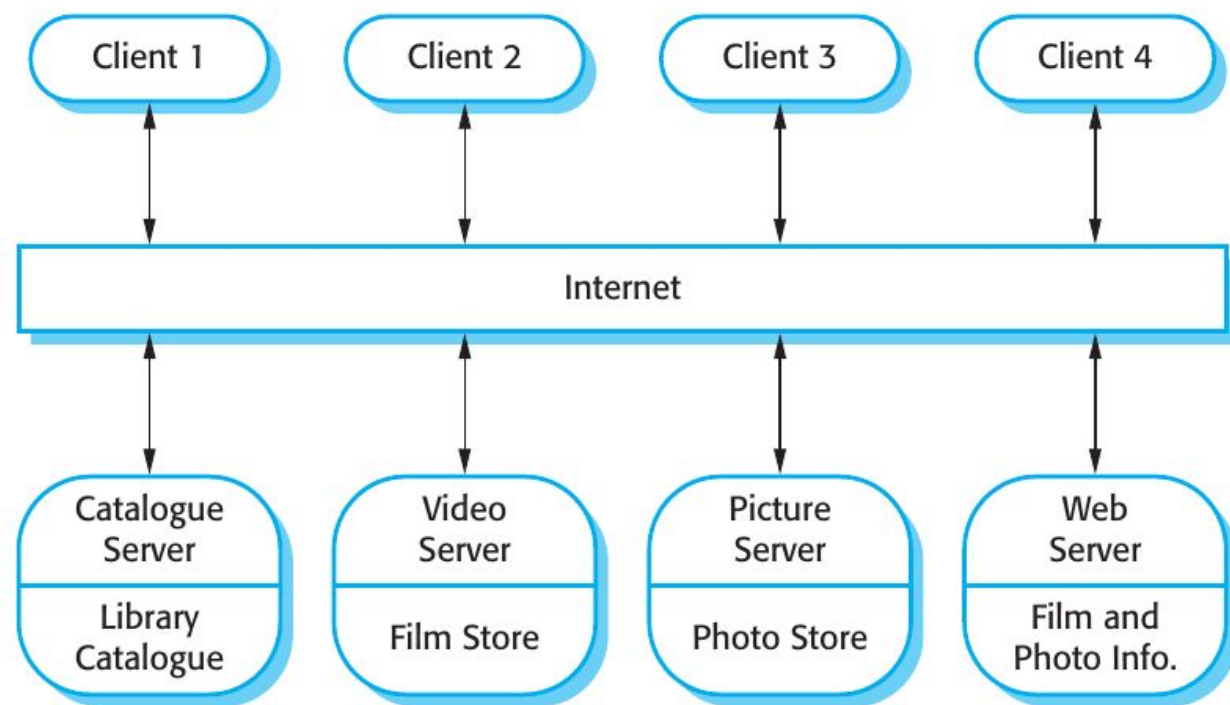 Client 1
Client 2
Client 3
Client 4
Internet
Catalogue
Server
Library
Catalogue
Video
Server
Film Store
Picture
Server
Photo Store
Web
Server
Film and
Photo Info.